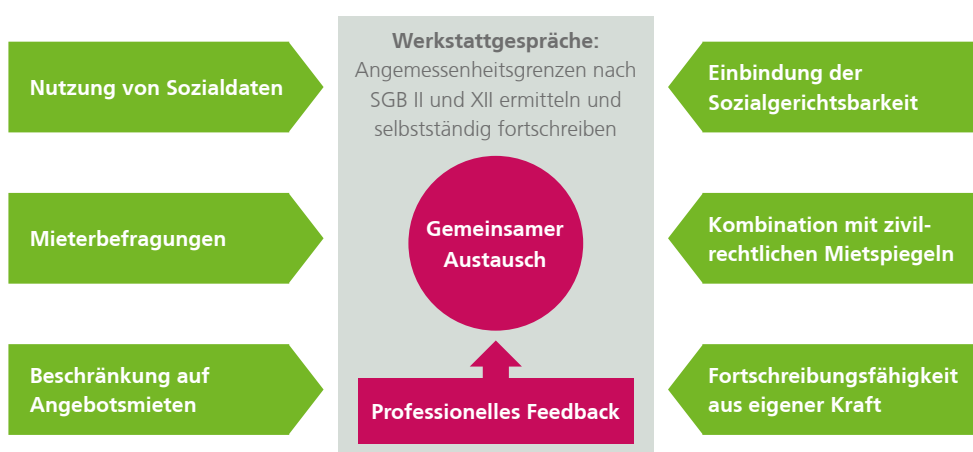 Nutzung von Sozialdaten
Mieterbefragungen
Beschränkung auf
Angebotsmieten
Werkstattgespräche:
Angemessenheitsgrenzen nach
SGB II und XII ermitteln und
selbstständig fortschreiben
Gemeinsamer
Austausch
Professionelles Feedback
Einbindung der
Sozialgerichtsbarkeit
Kombination mit zivil-
rechtlichen Mietspiegeln
Fortschreibungsfähigkeit
aus eigener Kraft